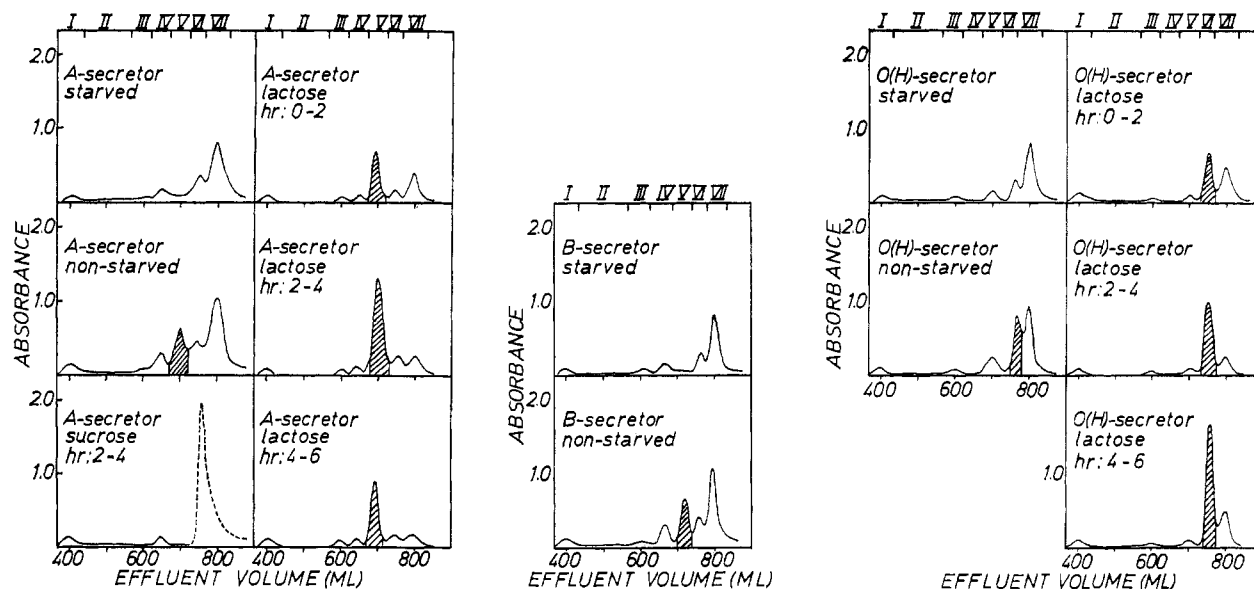 I II III IV V VI VII I II III IV V VI VII
2.0
A-secretor
starved
A-secretor
lactose
hr: 0-2
1.0
2.0
A-secretor
non-starved
A-secretor
lactose
hr: 2-4
1.0
ABSORBANCE
2.0
A-secretor
sucrose
hr: 2-4
A-secretor
lactose
hr: 4-6
1.0
400 600 800 400 600 800
EFFLUENT VOLUME (ML)
I II III IV V VI VII
2.0
B-secretor
starved
1.0
ABSORBANCE
2.0
B-secretor
non-starved
1.0
400 600 800
EFFLUENT VOLUME (ML)
I II III IV V VI VII I II III IV V VI VII
2.0
O(H)-secretor
starved
O(H)-secretor
lactose
hr: 0-2
1.0
ABSORBANCE
2.0
O(H)-secretor
non-starved
O(H)-secretor
lactose
hr: 2-4
1.0
400 600 800
O(H)-secretor
lactose
hr: 4-6
1.0
400 600 800
EFFLUENT VOLUME (ML)